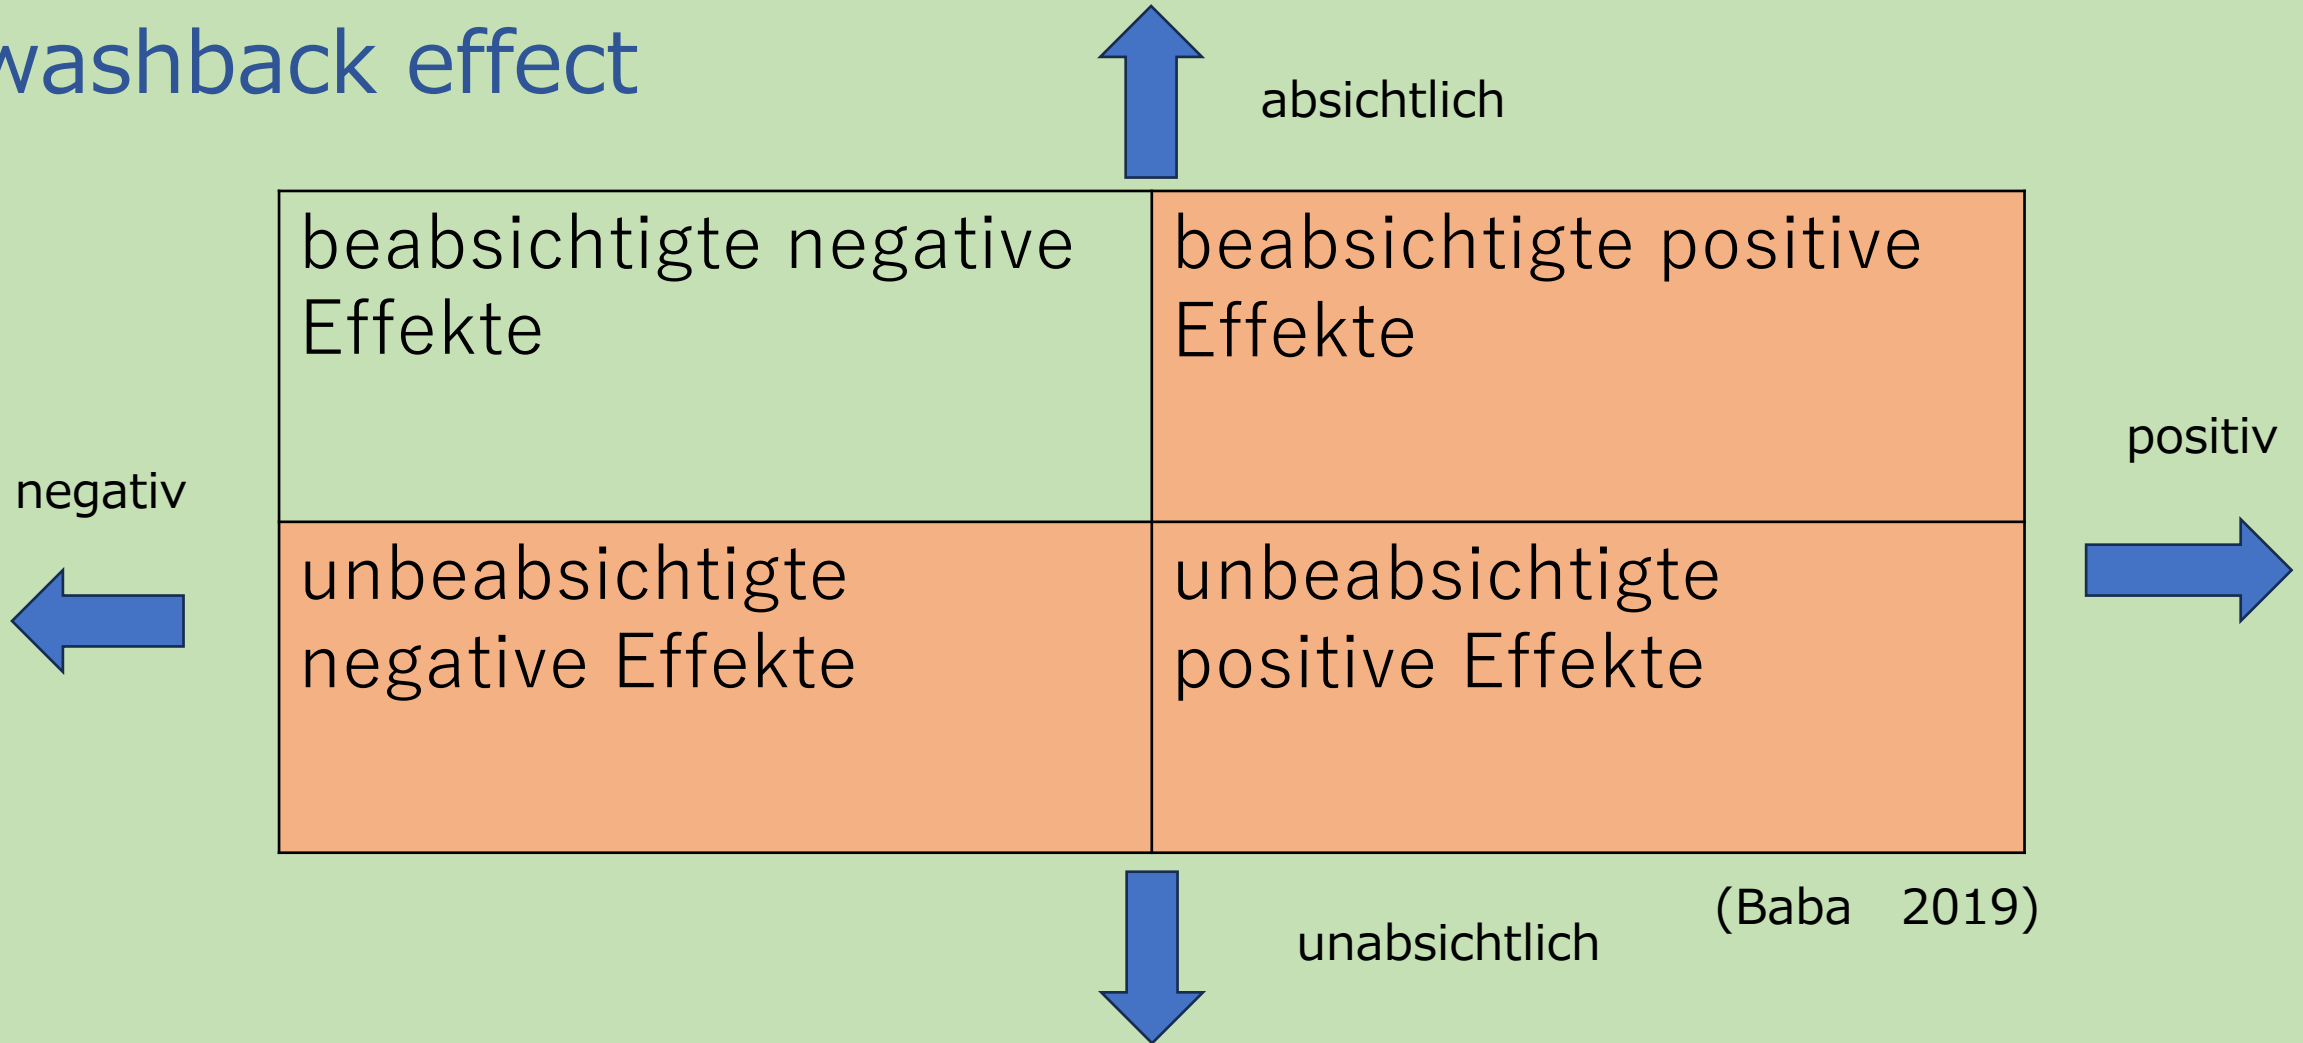 washback effect
absichtlich
beabsichtigte negative
Effekte
beabsichtigte positive
Effekte
negativ
positiv
unbeabsichtigte
negative Effekte
unbeabsichtigte
positive Effekte
(Baba 2019)
unabsichtlich